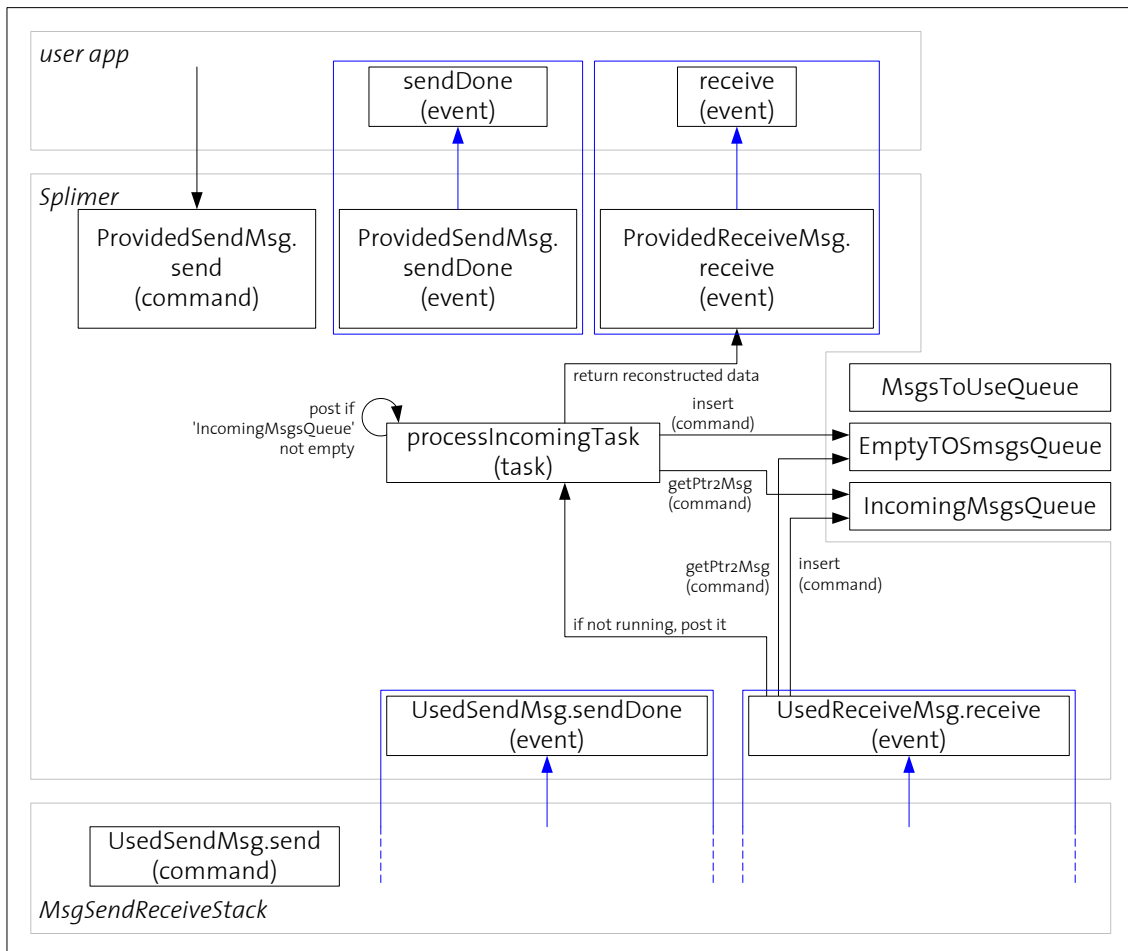 user app
sendDone
(event)
receive
(event)
Splimer
ProvidedSendMsg.
send
(command)
ProvidedSendMsg.
sendDone
(event)
ProvidedReceiveMsg.
receive
(event)
return reconstructed data
MsgsToUseQueue
post if
'IncomingMsgsQueue'
not empty
processIncomingTask
(task)
insert
(command)
EmptyTOSmsgsQueue
getPtr2Msg
(command)
IncomingMsgsQueue
getPtr2Msg
(command)
insert
(command)
if not running, post it
UsedSendMsg.sendDone
(event)
UsedReceiveMsg.receive
(event)
UsedSendMsg.send
(command)
MsgSendReceiveStack